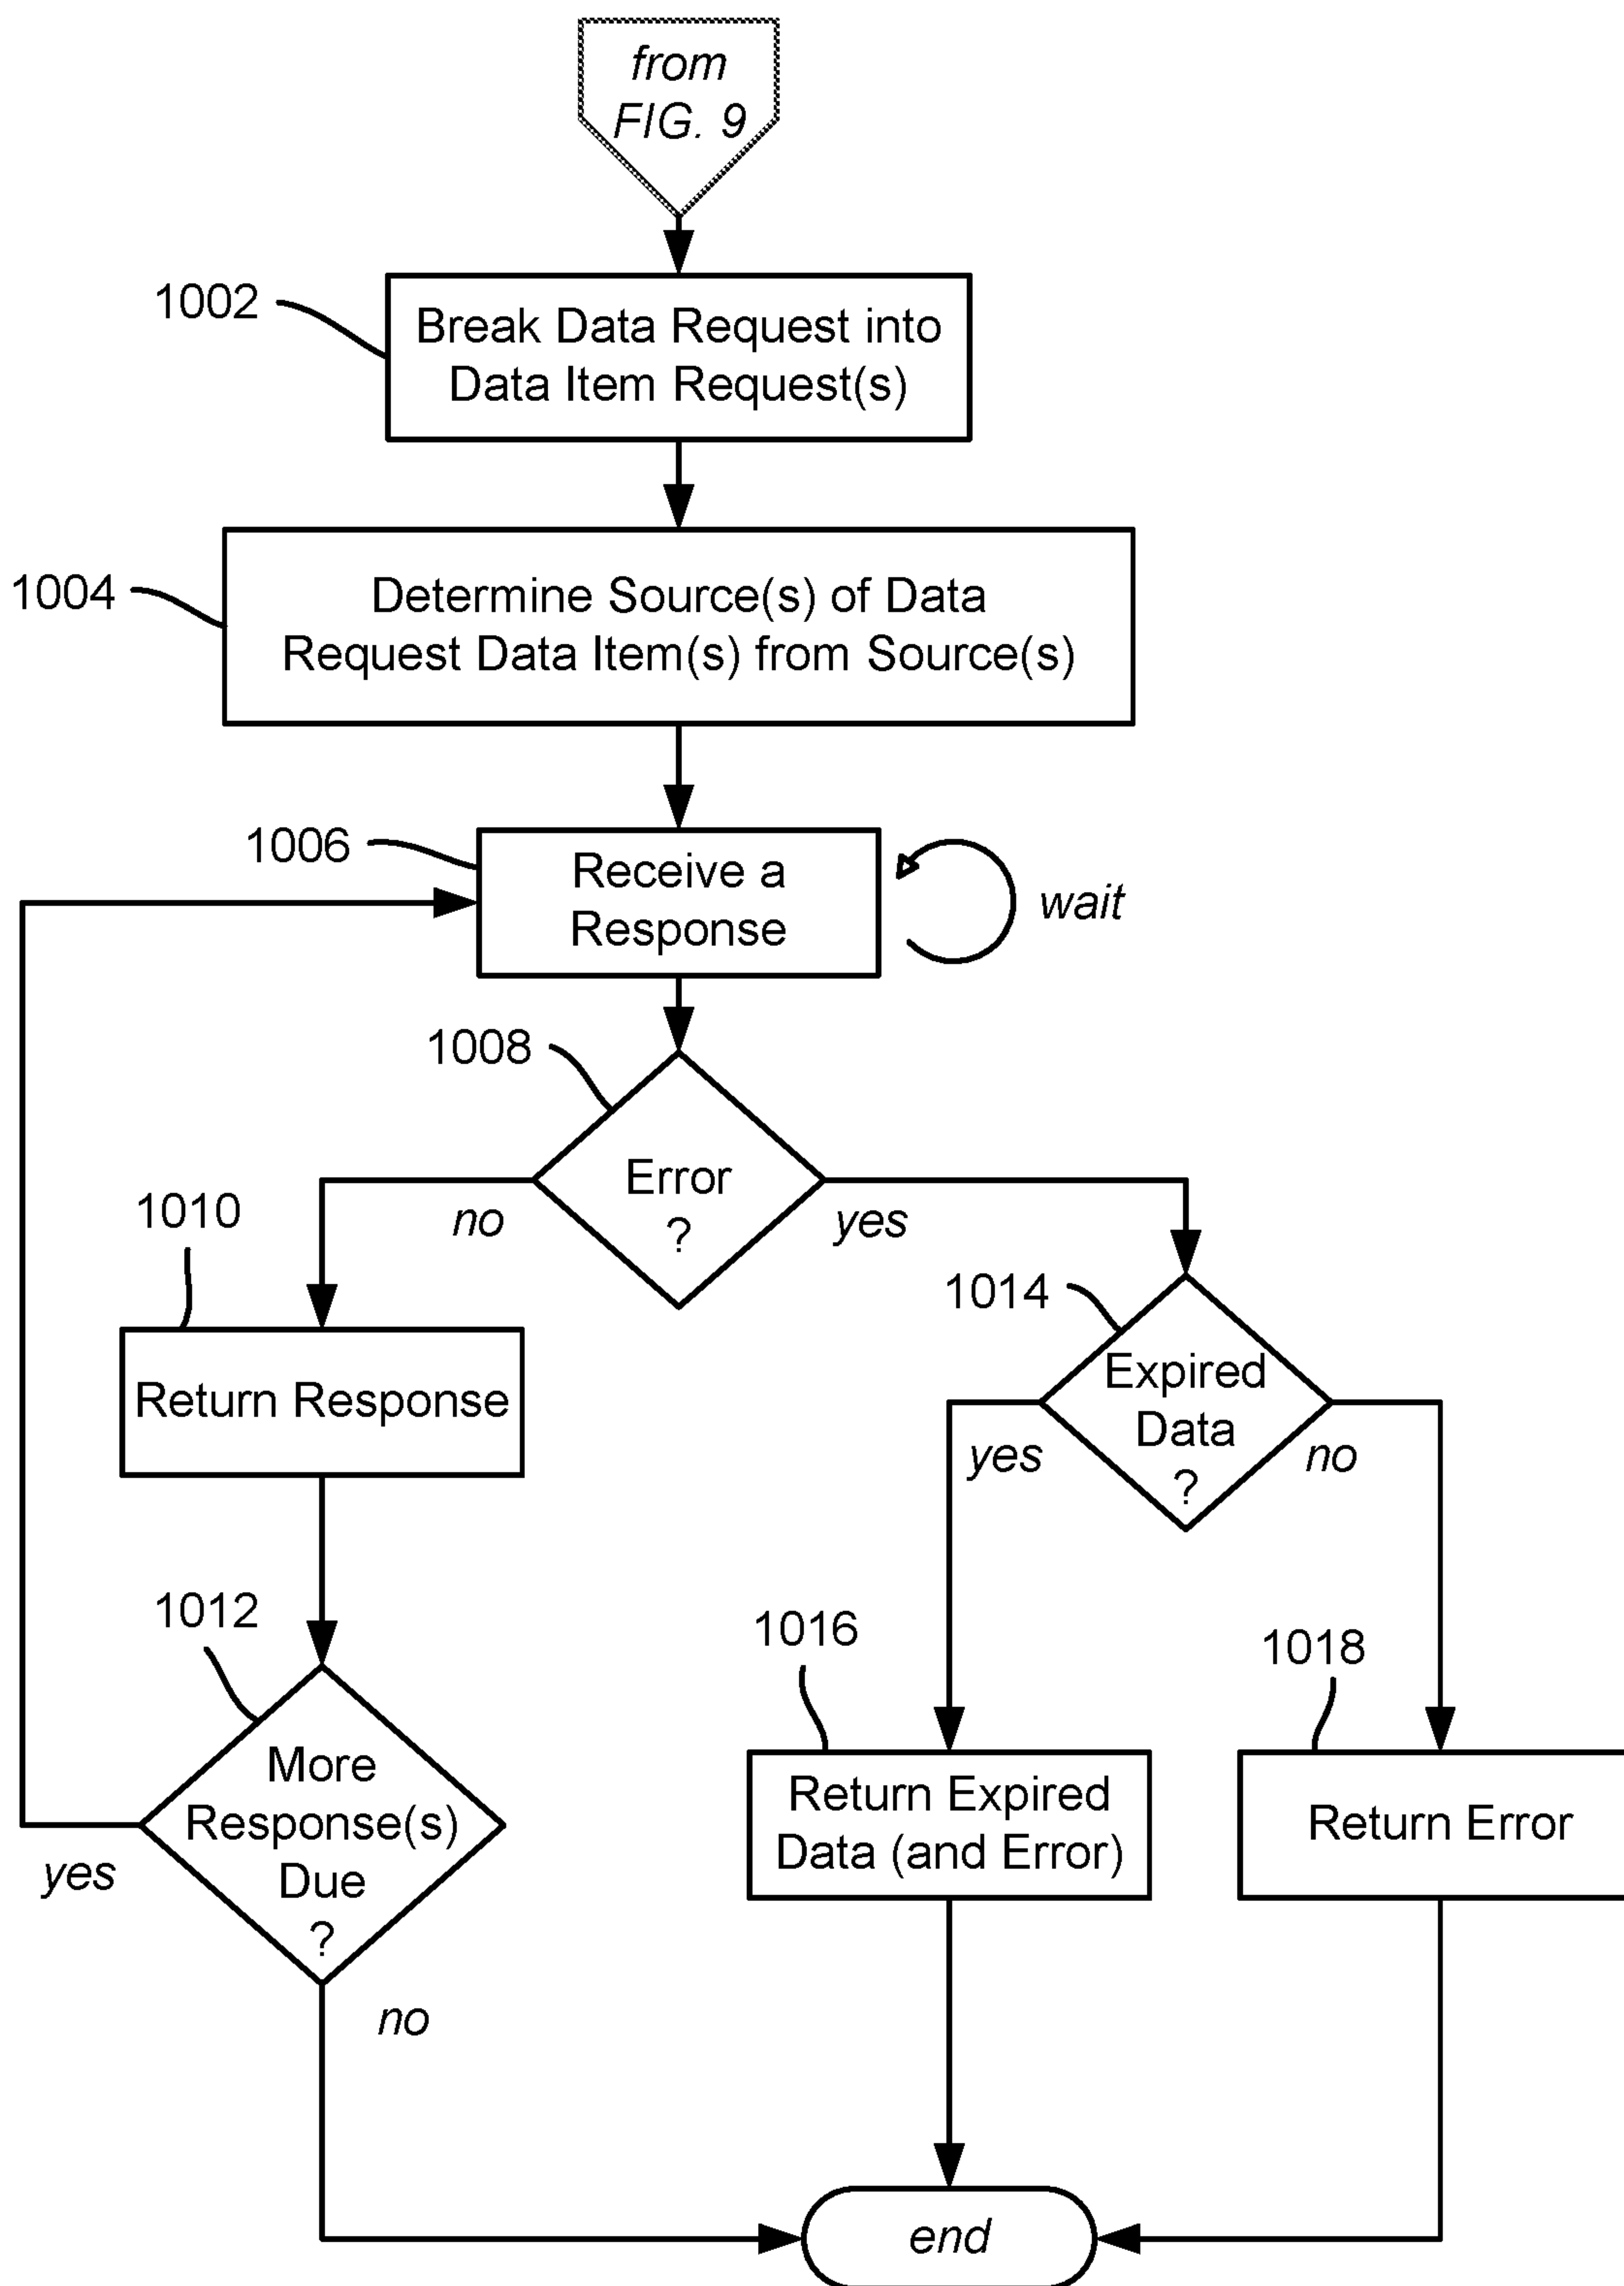 from
FIG. 9
1002
Break Data Request into
Data Item Request(s)
1004
Determine Source(s) of Data
Request Data Item(s) from Source(s)
1006
Receive a
Response
wait
1008
Error
?
no
yes
1010
Return Response
1014
Expired
Data
?
yes
no
1012
More
Response(s)
Due
?
yes
no
1016
Return Expired
Data (and Error)
1018
Return Error
end